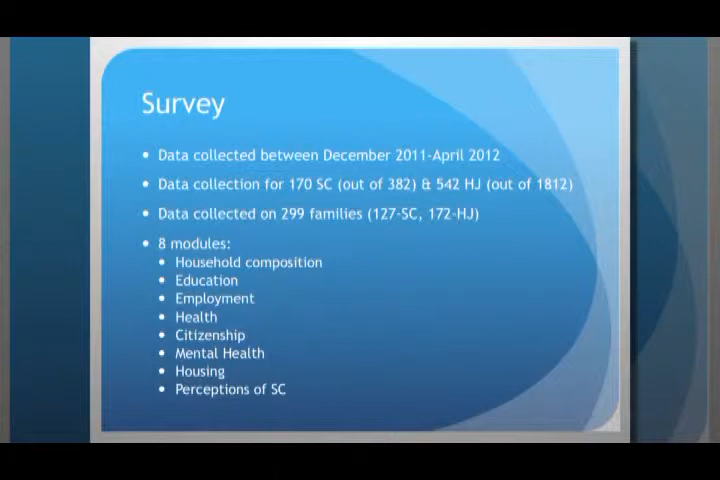 Survey
• Data collected between December 2011-April 2012
• Data collection for 170 SC (out of 382) & 542 HJ (out of 1812)
• Data collected on 299 families (127-SC, 172-HJ)
• 8 modules:
• Household composition
• Education
• Employment
• Health
• Citizenship
• Mental Health
• Housing
• Perceptions of SC